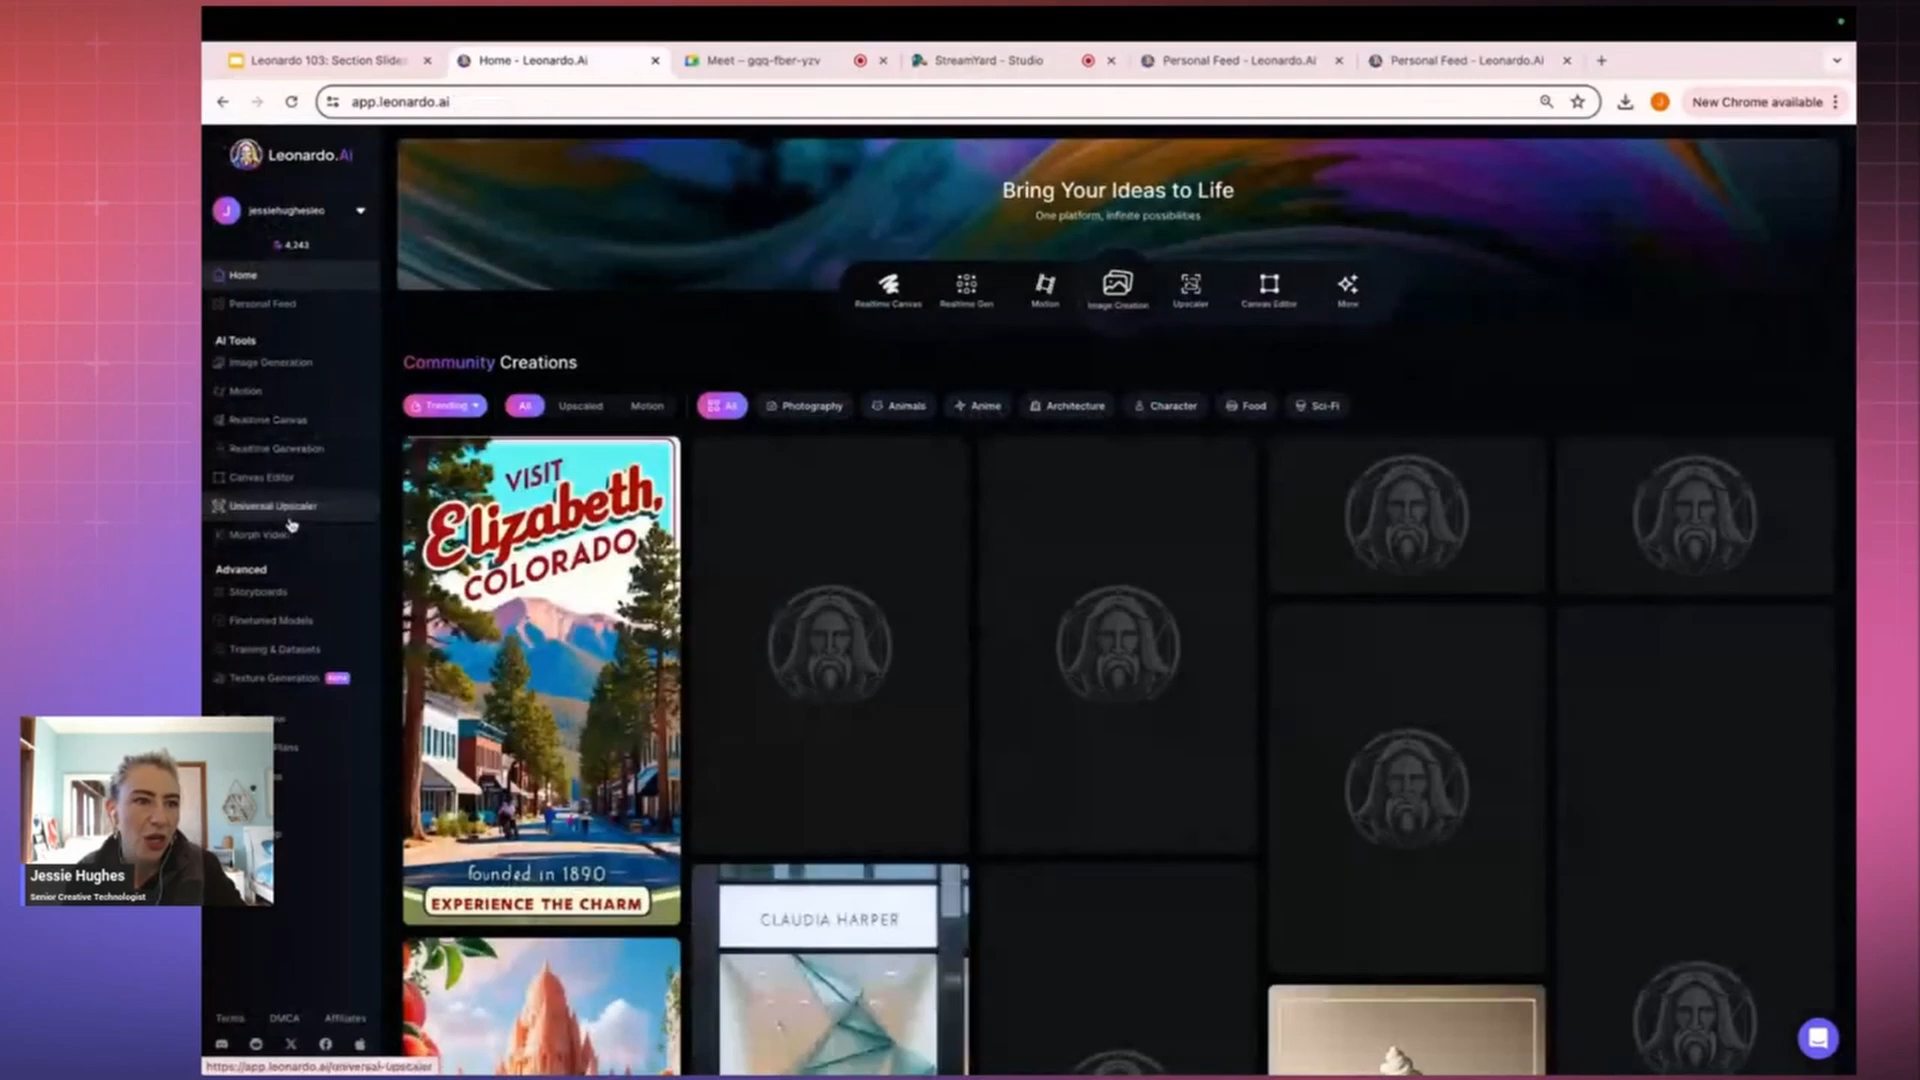 Leonardo 103: Section Slides
Home - Leonardo.Ai
Meet – gqq-fber-yzv
StreamYard - Studio
Personal Feed - Leonardo.Ai
Personal Feed - Leonardo.Ai
app.leonardo.ai
New Chrome available
Leonardo.Ai
J
jessiehughesleo
4,243
Home
Personal Feed
AI Tools
Image Generation
Motion
Realtime Canvas
Realtime Generation
Canvas Editor
Universal Upscaler
Morph Video
Advanced
Storyboards
Finetuned Models
Training & Datasets
Texture Generation
Plans
Terms
DMCA
Affiliates
https://app.leonardo.ai/universal-upscaler
Bring Your Ideas to Life
One platform, infinite possibilities
Realtime Canvas
Realtime Gen
Motion
Image Creation
Upscaler
Canvas Editor
More
Community Creations
Trending
All
Upscaled
Motion
All
Photography
Animals
Anime
Architecture
Character
Food
Sci-Fi
VISIT
Elizabeth,
COLORADO
founded in 1890
EXPERIENCE THE CHARM
CLAUDIA HARPER
Jessie Hughes
Senior Creative Technologist